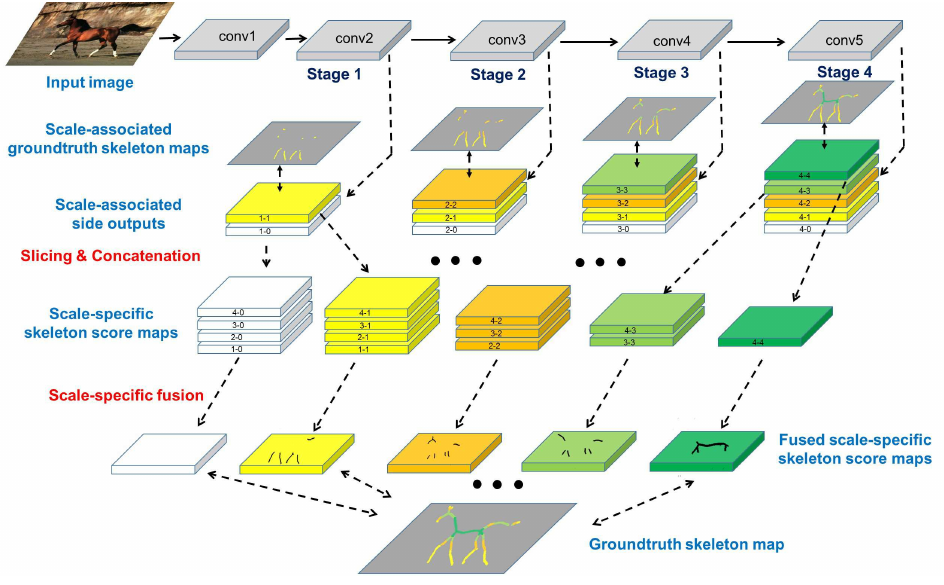 conv1
conv2
conv3
conv4
conv5
Input image
Stage 1
Stage 2
Stage 3
Stage 4
Scale-associated
groundtruth skeleton maps
Scale-associated
side outputs
1-1
1-0
2-2
2-1
2-0
3-3
3-2
3-1
3-0
4-4
4-3
4-2
4-1
4-0
Slicing & Concatenation
Scale-specific
skeleton score maps
4-0
3-0
2-0
1-0
4-1
3-1
2-1
1-1
4-2
3-2
2-2
4-3
3-3
4-4
Scale-specific fusion
Fused scale-specific
skeleton score maps
Groundtruth skeleton map